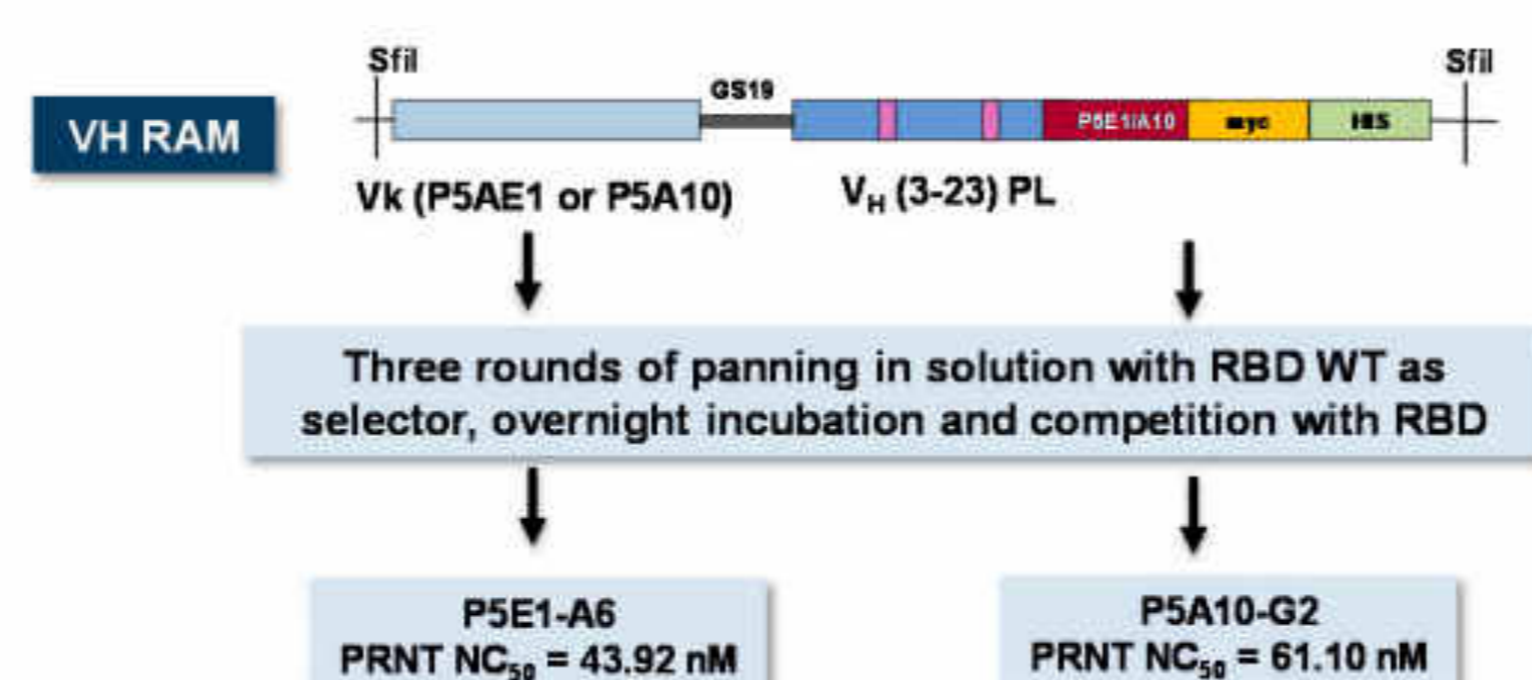 SfiI
SfiI
GS19
VH RAM
P5E1/A10 myc HIS
Vk (P5AE1 or P5A10)
V_H (3-23) PL
Three rounds of panning in solution with RBD WT as
selector, overnight incubation and competition with RBD
P5E1-A6
PRNT NC₅₀ = 43.92 nM
P5A10-G2
PRNT NC₅₀ = 61.10 nM